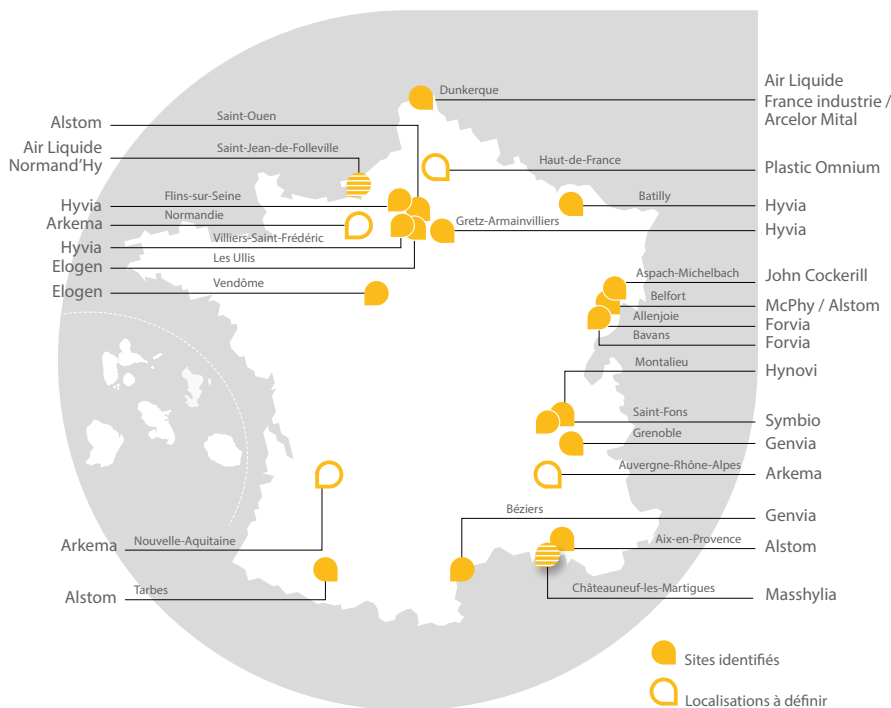 Dunkerque
Air Liquide
France industrie /
Arcelor Mital
Alstom
Saint-Ouen
Air Liquide
Normand'Hy
Saint-Jean-de-Folleville
Haut-de-France
Plastic Omnium
Hyvia
Flins-sur-Seine
Batilly
Hyvia
Arkema
Normandie
Gretz-Armainvilliers
Hyvia
Hyvia
Villiers-Saint-Frédéric
Elogen
Les Ullis
Aspach-Michelbach
John Cockerill
Elogen
Vendôme
Belfort
McPhy / Alstom
Allenjoie
Forvia
Bavans
Forvia
Montalieu
Hynovi
Saint-Fons
Symbio
Grenoble
Genvia
Auvergne-Rhône-Alpes
Arkema
Béziers
Genvia
Arkema
Nouvelle-Aquitaine
Aix-en-Provence
Alstom
Alstom
Tarbes
Châteauneuf-les-Martigues
Masshylia
Sites identifiés
Localisations à définir